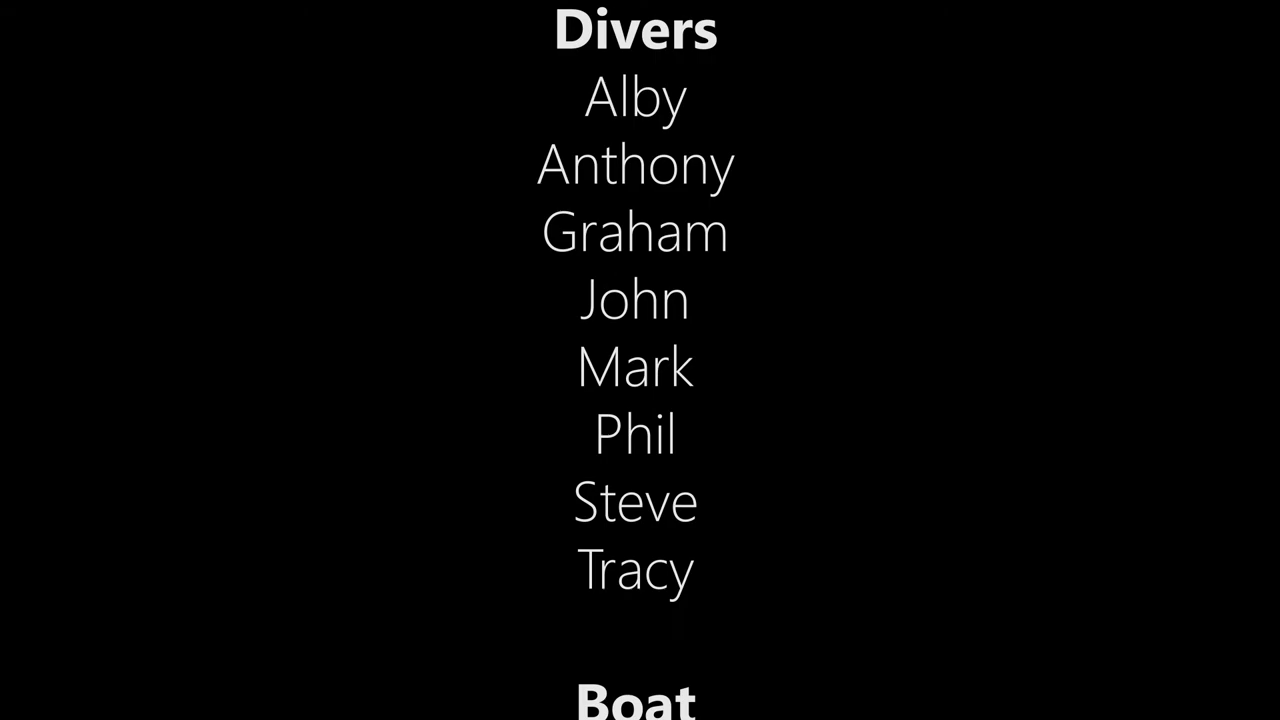 Divers
Alby
Anthony
Graham
John
Mark
Phil
Steve
Tracy
Boat